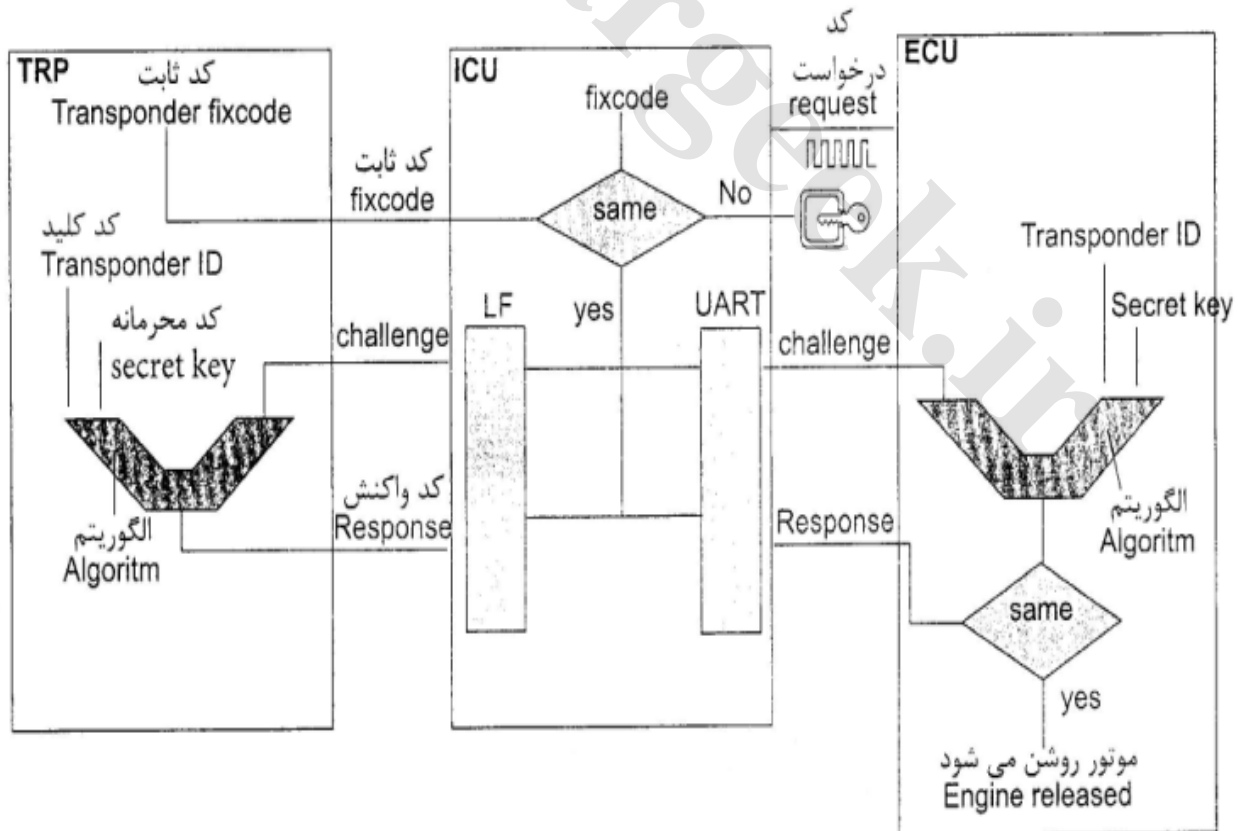 TRP
کد ثابت
Transponder fixcode
کد کلید
Transponder ID
کد محرمانه
secret key
الگوریتم
Algoritm
کد ثابت
fixcode
challenge
کد واکنش
Response
ICU
fixcode
same
No
yes
LF
UART
کد
درخواست
request
challenge
Response
ECU
Transponder ID
Secret key
الگوریتم
Algoritm
same
yes
موتور روشن می شود
Engine released
argeek.ir